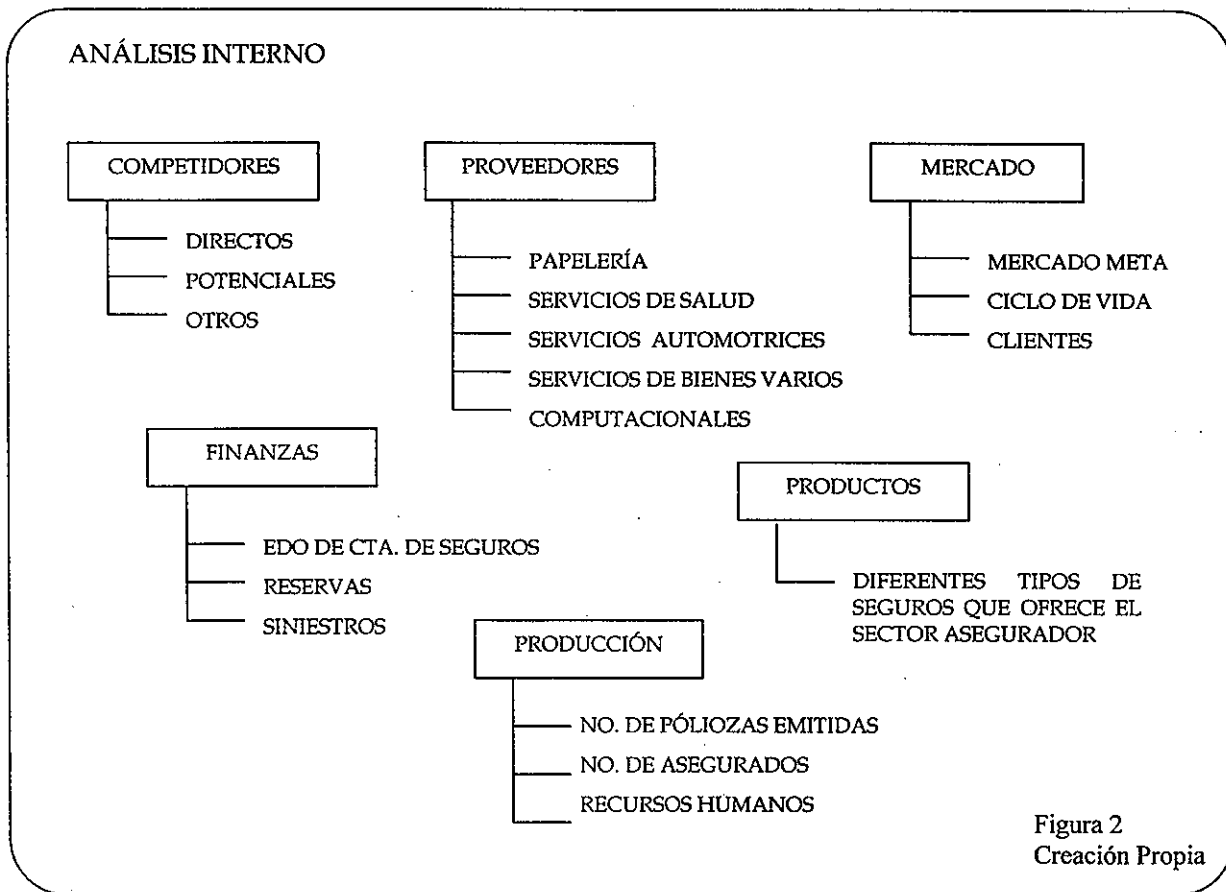 ANÁLISIS INTERNO
COMPETIDORES
DIRECTOS
POTENCIALES
OTROS
PROVEEDORES
PAPELERÍA
SERVICIOS DE SALUD
SERVICIOS AUTOMOTRICES
SERVICIOS DE BIENES VARIOS
COMPUTACIONALES
MERCADO
MERCADO META
CICLO DE VIDA
CLIENTES
FINANZAS
EDO DE CTA. DE SEGUROS
RESERVAS
SINIESTROS
PRODUCTOS
DIFERENTES TIPOS DE
SEGUROS QUE OFRECE EL
SECTOR ASEGURADOR
PRODUCCIÓN
NO. DE PÓLIOZAS EMITIDAS
NO. DE ASEGURADOS
RECURSOS HUMANOS
Figura 2
Creación Propia